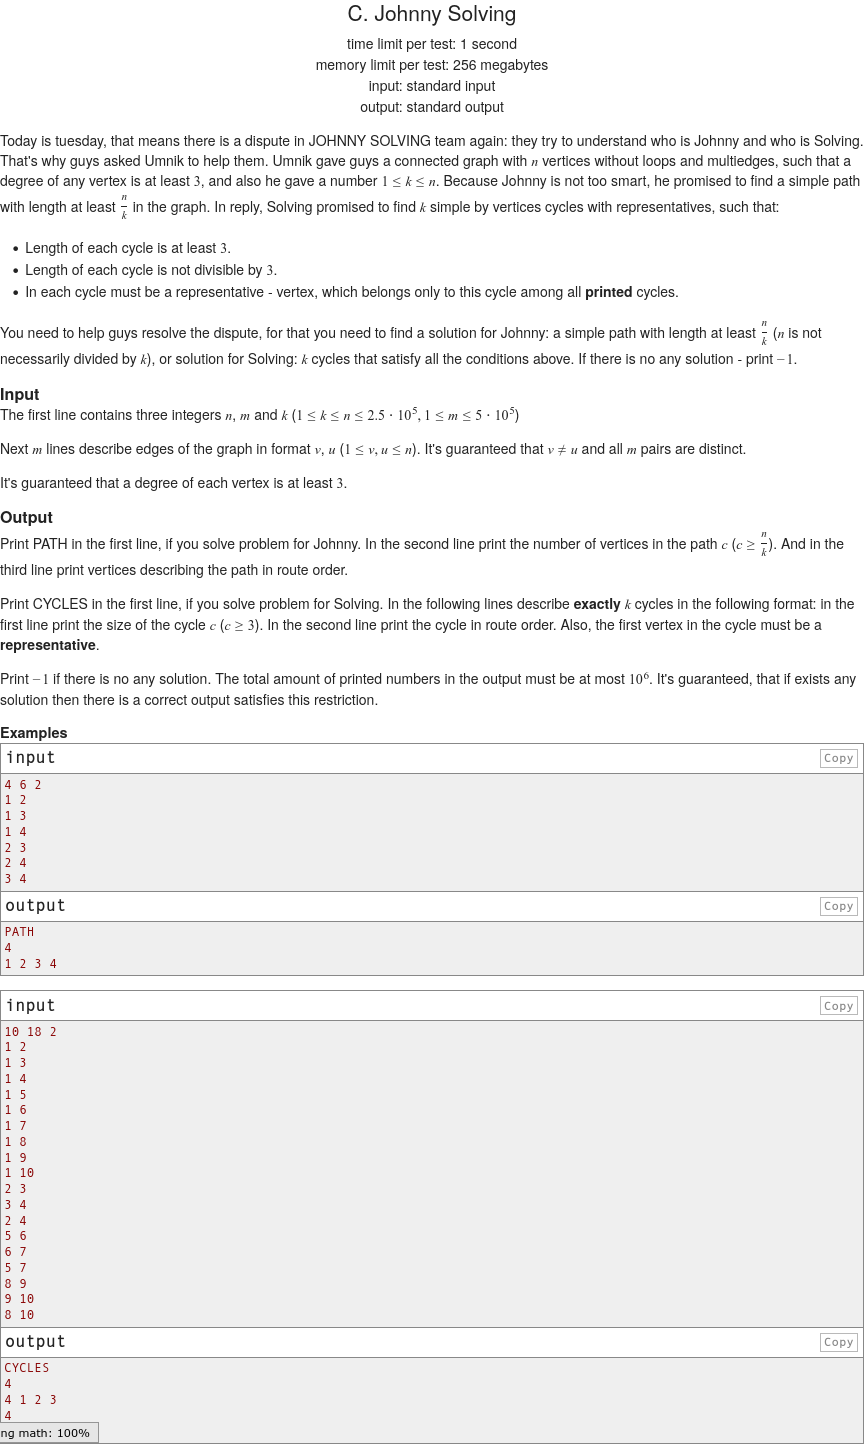 C. Johnny Solving
time limit per test: 1 second
memory limit per test: 256 megabytes
input: standard input
output: standard output
Today is tuesday, that means there is a dispute in JOHNNY SOLVING team again: they try to understand who is Johnny and who is Solving.
That's why guys asked Umnik to help them. Umnik gave guys a connected graph with n vertices without loops and multiedges, such that a
degree of any vertex is at least 3, and also he gave a number 1 ≤ k ≤ n. Because Johnny is not too smart, he promised to find a simple path
with length at least n/k in the graph. In reply, Solving promised to find k simple by vertices cycles with representatives, such that:
• Length of each cycle is at least 3.
• Length of each cycle is not divisible by 3.
• In each cycle must be a representative - vertex, which belongs only to this cycle among all printed cycles.
You need to help guys resolve the dispute, for that you need to find a solution for Johnny: a simple path with length at least n/k (n is not
necessarily divided by k), or solution for Solving: k cycles that satisfy all the conditions above. If there is no any solution - print −1.
Input
The first line contains three integers n, m and k (1 ≤ k ≤ n ≤ 2.5 · 10^5, 1 ≤ m ≤ 5 · 10^5)
Next m lines describe edges of the graph in format v, u (1 ≤ v, u ≤ n). It's guaranteed that v ≠ u and all m pairs are distinct.
It's guaranteed that a degree of each vertex is at least 3.
Output
Print PATH in the first line, if you solve problem for Johnny. In the second line print the number of vertices in the path c (c ≥ n/k). And in the
third line print vertices describing the path in route order.
Print CYCLES in the first line, if you solve problem for Solving. In the following lines describe exactly k cycles in the following format: in the
first line print the size of the cycle c (c ≥ 3). In the second line print the cycle in route order. Also, the first vertex in the cycle must be a
representative.
Print −1 if there is no any solution. The total amount of printed numbers in the output must be at most 10^6. It's guaranteed, that if exists any
solution then there is a correct output satisfies this restriction.
Examples
input Copy
4 6 2
1 2
1 3
1 4
2 3
2 4
3 4
output Copy
PATH
4
1 2 3 4
input Copy
10 18 2
1 2
1 3
1 4
1 5
1 6
1 7
1 8
1 9
1 10
2 3
3 4
2 4
5 6
6 7
5 7
8 9
9 10
8 10
output Copy
CYCLES
4
4 1 2 3
4
ng math: 100%